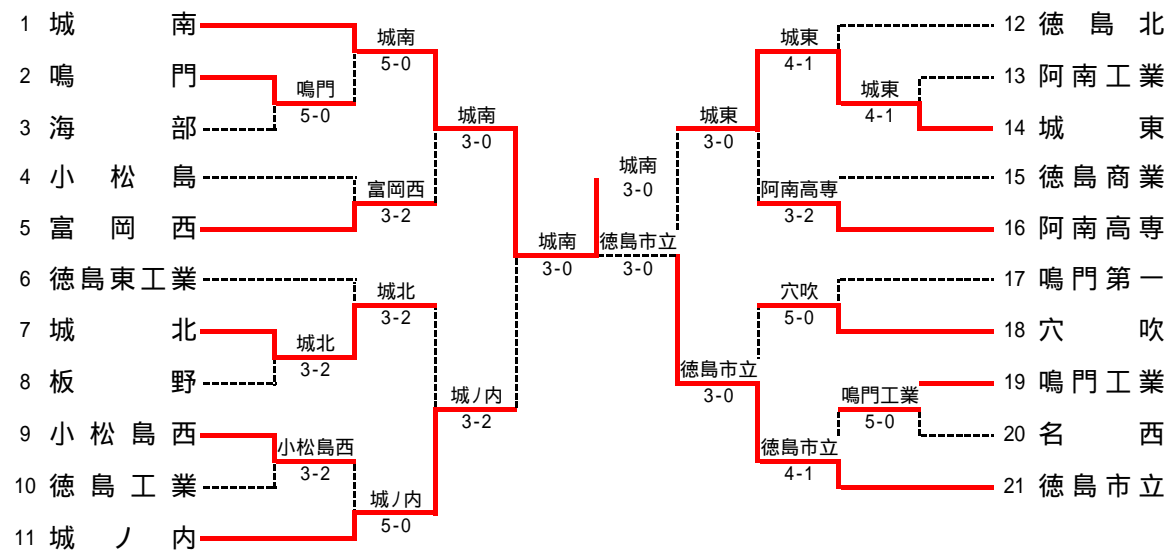 1 城南
2 鳴門
3 海部
4 小松島
5 富岡西
6 徳島東工業
7 城北
8 板野
9 小松島西
10 徳島工業
11 城ノ内
鳴門
5-0
城北
3-2
小松島西
3-2
城南
5-0
富岡西
3-2
城北
3-2
城ノ内
5-0
城南
3-0
城ノ内
3-2
城南
3-0
城南
3-0
徳島市立
3-0
城東
3-0
徳島市立
3-0
城東
4-1
阿南高専
3-2
穴吹
5-0
徳島市立
4-1
城東
4-1
鳴門工業
5-0
12 徳島北
13 阿南工業
14 城東
15 徳島商業
16 阿南高専
17 鳴門第一
18 穴吹
19 鳴門工業
20 名西
21 徳島市立